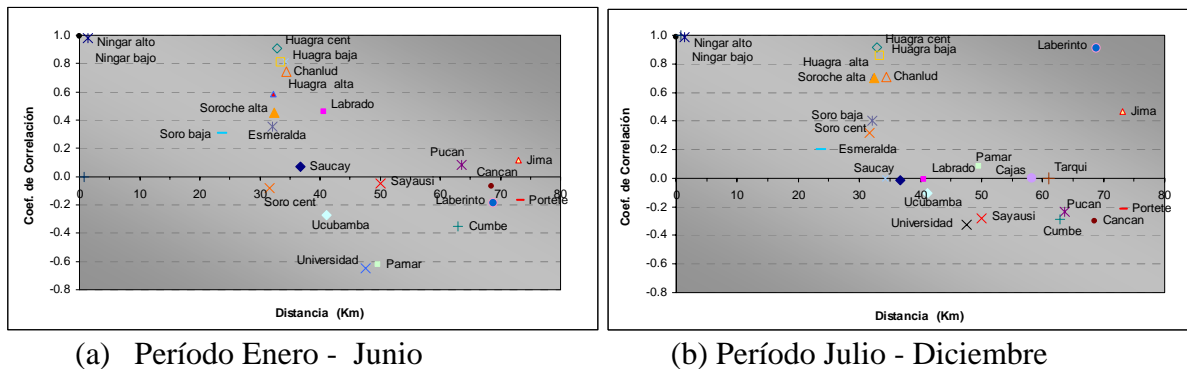 1.0
0.8
0.6
0.4
0.2
0.0
-0.2
-0.4
-0.6
-0.8
Coef. de Correlación
0 10 20 30 40 50 60 70 80
Distancia (Km)
Ningar alto
Ningar bajo
Huagra cent
Huagra baja
Chanlud
Huagra alta
Soroche alta
Labrado
Soro baja
Esmeralda
Saucay
Pucan
Jima
Cançan
Sayausi
Soro cent
Laberinto
Portete
Ucubamba
Cumbe
Universidad
Pamar
(a) Período Enero - Junio
1.0
0.8
0.6
0.4
0.2
0.0
-0.2
-0.4
-0.6
-0.8
Coef. de Correlación
0 10 20 30 40 50 60 70 80
Distancia (Km)
Ningar alto
Ningar bajo
Huagra cent
Huagra baja
Laberinto
Huagra alta
Soroche alta
Chanlud
Jima
Soro baja
Soro cent
Esmeralda
Pamar
Saucay
Labrado
Cajas
Tarqui
Ucubamba
Pucan
Portete
Universidad
Sayausi
Cumbe
Cancan
(b) Período Julio - Diciembre